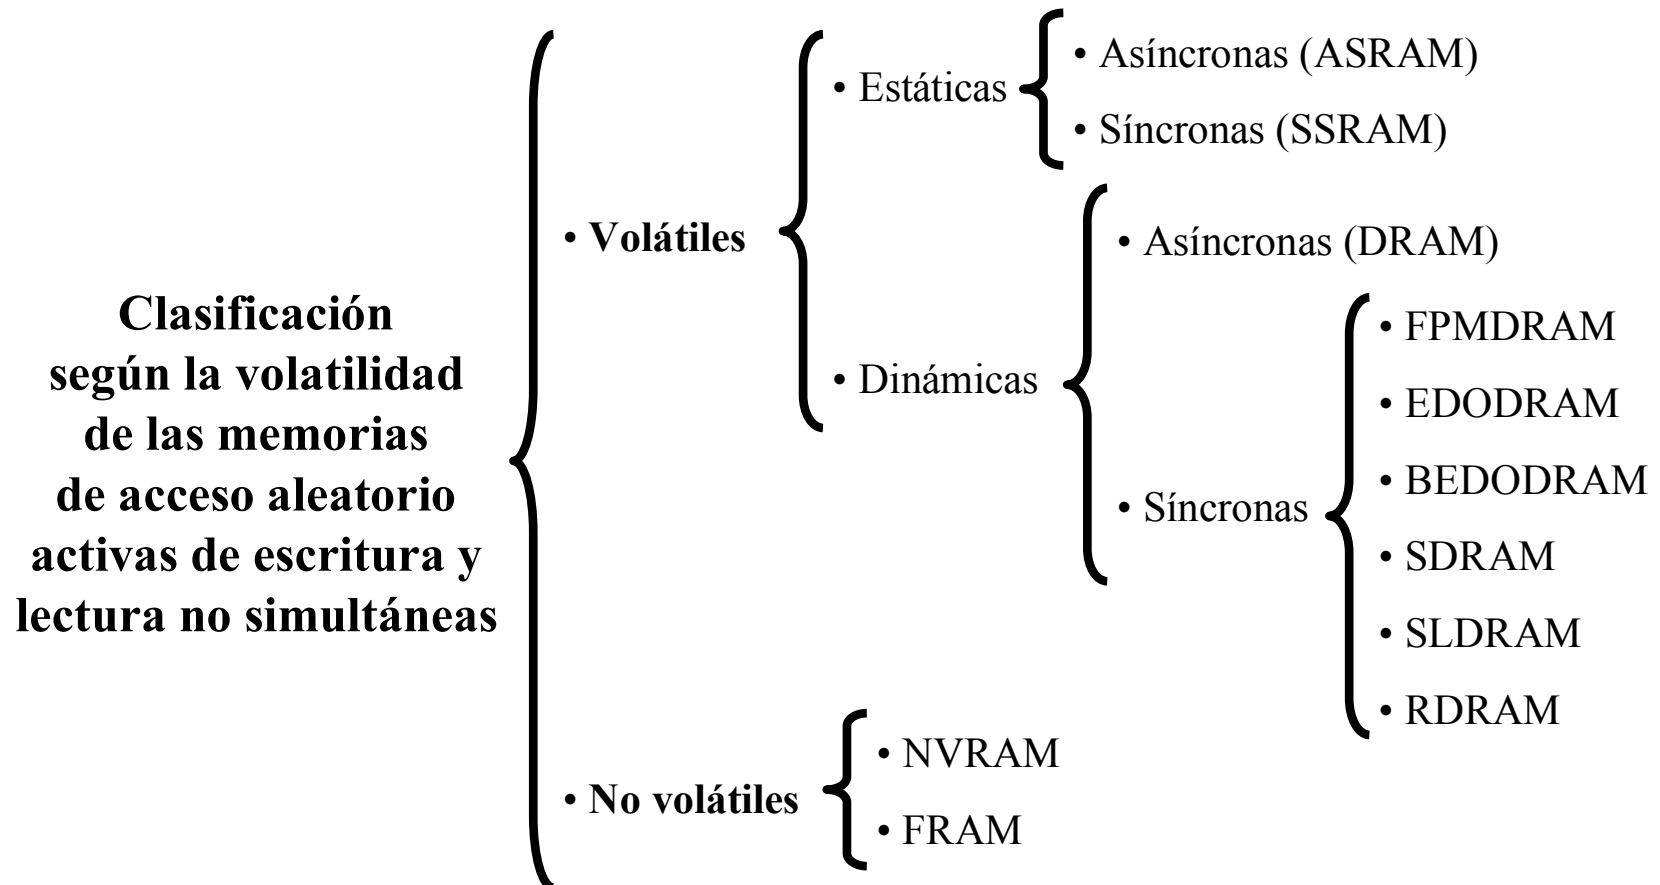 Clasificación
según la volatilidad
de las memorias
de acceso aleatorio
activas de escritura y
lectura no simultáneas
• Volátiles
• Estáticas
• Asíncronas (ASRAM)
• Síncronas (SSRAM)
• Dinámicas
• Asíncronas (DRAM)
• Síncronas
• FPMDRAM
• EDODRAM
• BEDODRAM
• SDRAM
• SLDRAM
• RDRAM
• No volátiles
• NVRAM
• FRAM